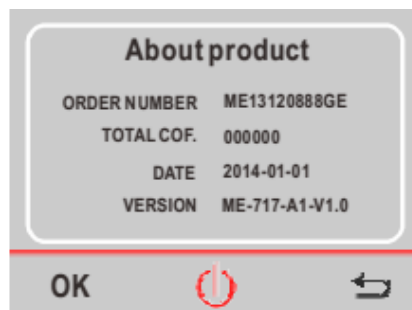 About product
ORDER NUMBER ME13120888GE
TOTAL COF. 000000
DATE 2014-01-01
VERSION ME-717-A1-V1.0
OK